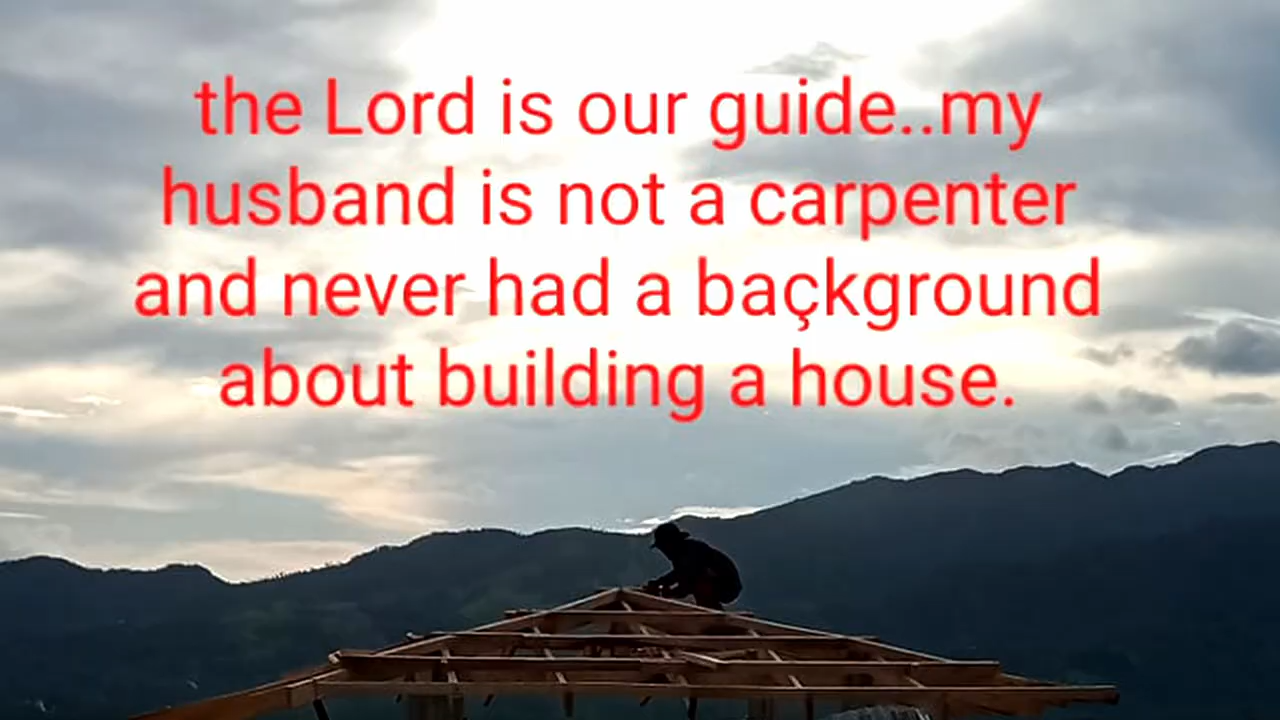 the Lord is our guide..my
husband is not a carpenter
and never had a baçkground
about building a house.